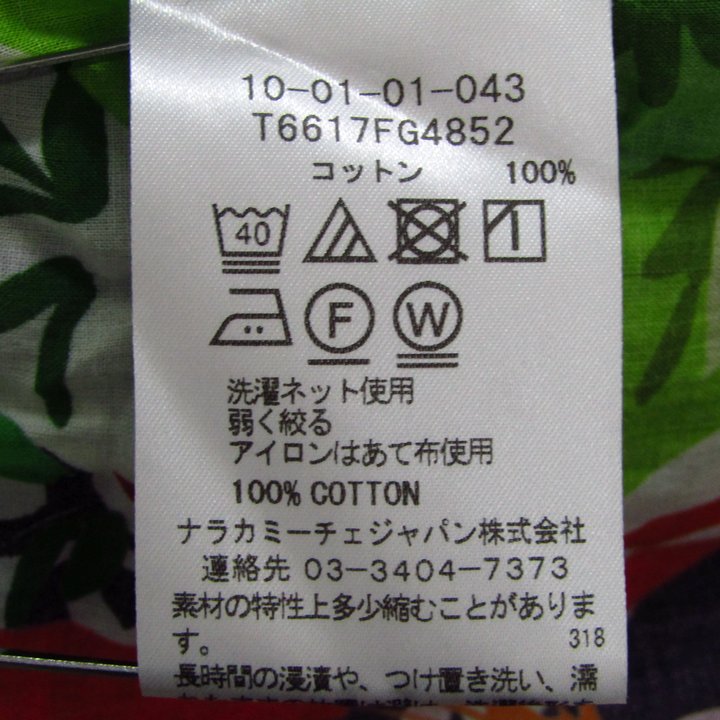 10-01-01-043
T6617FG4852
コットン 100%
40
F W
洗濯ネット使用
弱く絞る
アイロンはあて布使用
100% COTTON
ナラカミーチェジャパン株式会社
連絡先 03-3404-7373
素材の特性上多少縮むことがありま
す。 318
長時間の浸漬や、つけ置き洗い、濡